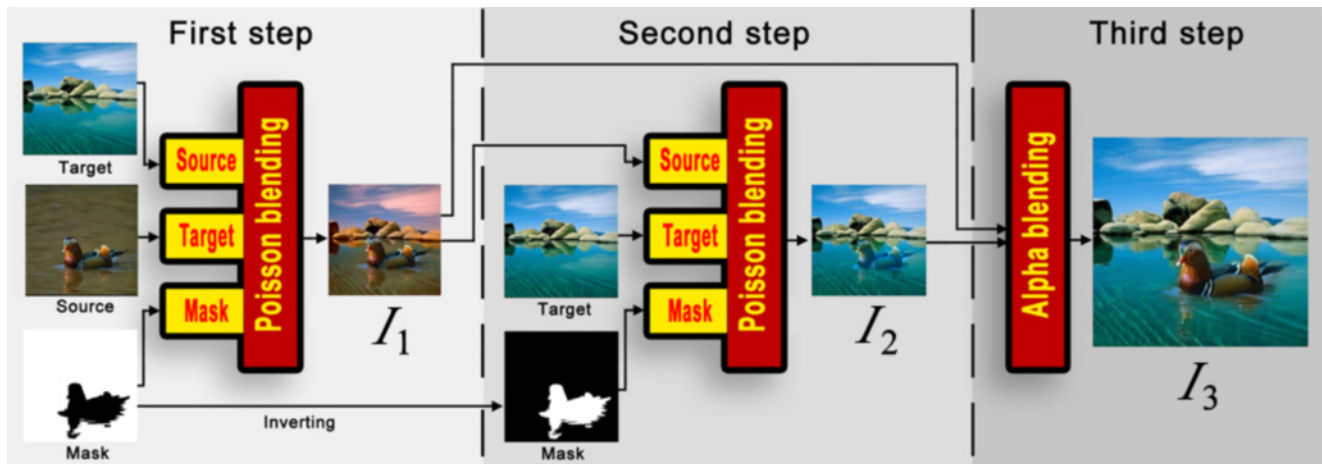 First step
Second step
Third step
Target
Source
Mask
Source
Target
Mask
Poisson blending
I1
Inverting
Target
Mask
Source
Target
Mask
Poisson blending
I2
Alpha blending
I3